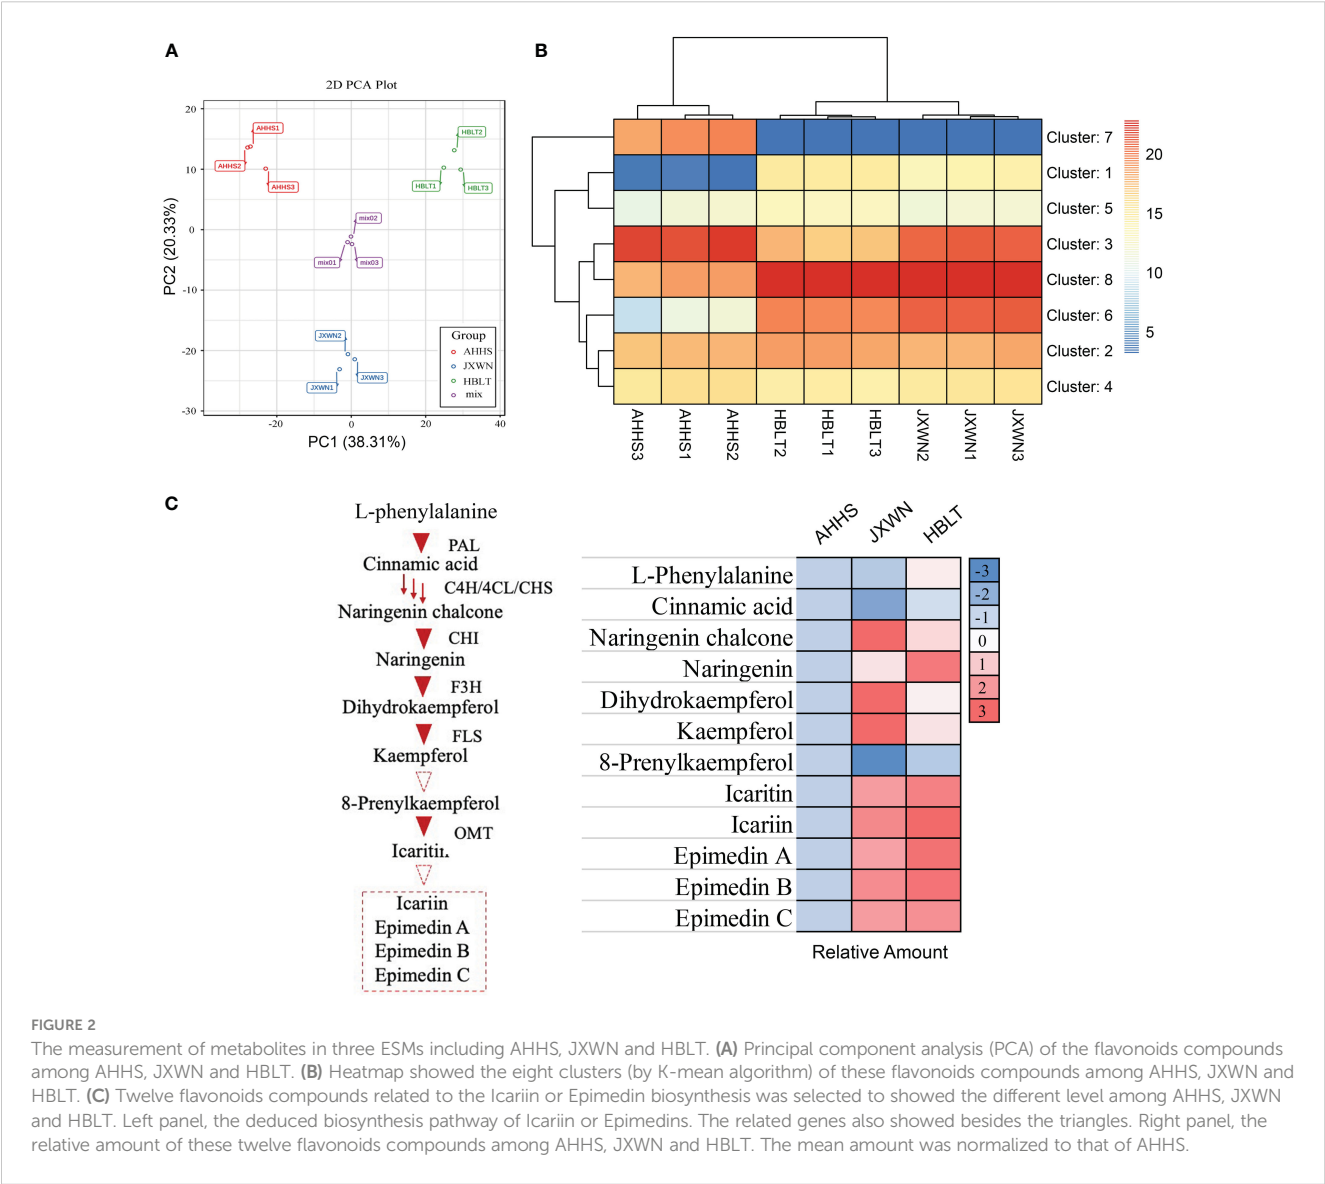 A
2D PCA Plot
20
10
0
-10
-20
-30
-20
0
20
40
PC2 (20.33%)
PC1 (38.31%)
AHHS1
AHHS2
AHHS3
HBLT2
HBLT1
HBLT3
mix02
mix01
mix03
JXWN2
JXWN1
JXWN3
Group
AHHS
JXWN
HBLT
mix
B
Cluster: 7
Cluster: 1
Cluster: 5
Cluster: 3
Cluster: 8
Cluster: 6
Cluster: 2
Cluster: 4
AHHS3
AHHS1
AHHS2
HBLT2
HBLT1
HBLT3
JXWN2
JXWN1
JXWN3
20
15
10
5
C
L-phenylalanine
PAL
Cinnamic acid
C4H/4CL/CHS
Naringenin chalcone
CHI
Naringenin
F3H
Dihydrokaempferol
FLS
Kaempferol
8-Prenylkaempferol
OMT
Icaritin
Icariin
Epimedin A
Epimedin B
Epimedin C
AHHS
JXWN
HBLT
L-Phenylalanine
Cinnamic acid
Naringenin chalcone
Naringenin
Dihydrokaempferol
Kaempferol
8-Prenylkaempferol
Icaritin
Icariin
Epimedin A
Epimedin B
Epimedin C
-3
-2
-1
0
1
2
3
Relative Amount
FIGURE 2
The measurement of metabolites in three ESMs including AHHS, JXWN and HBLT. (A) Principal component analysis (PCA) of the flavonoids compounds
among AHHS, JXWN and HBLT. (B) Heatmap showed the eight clusters (by K-mean algorithm) of these flavonoids compounds among AHHS, JXWN and
HBLT. (C) Twelve flavonoids compounds related to the Icariin or Epimedin biosynthesis was selected to showed the different level among AHHS, JXWN
and HBLT. Left panel, the deduced biosynthesis pathway of Icariin or Epimedins. The related genes also showed besides the triangles. Right panel, the
relative amount of these twelve flavonoids compounds among AHHS, JXWN and HBLT. The mean amount was normalized to that of AHHS.